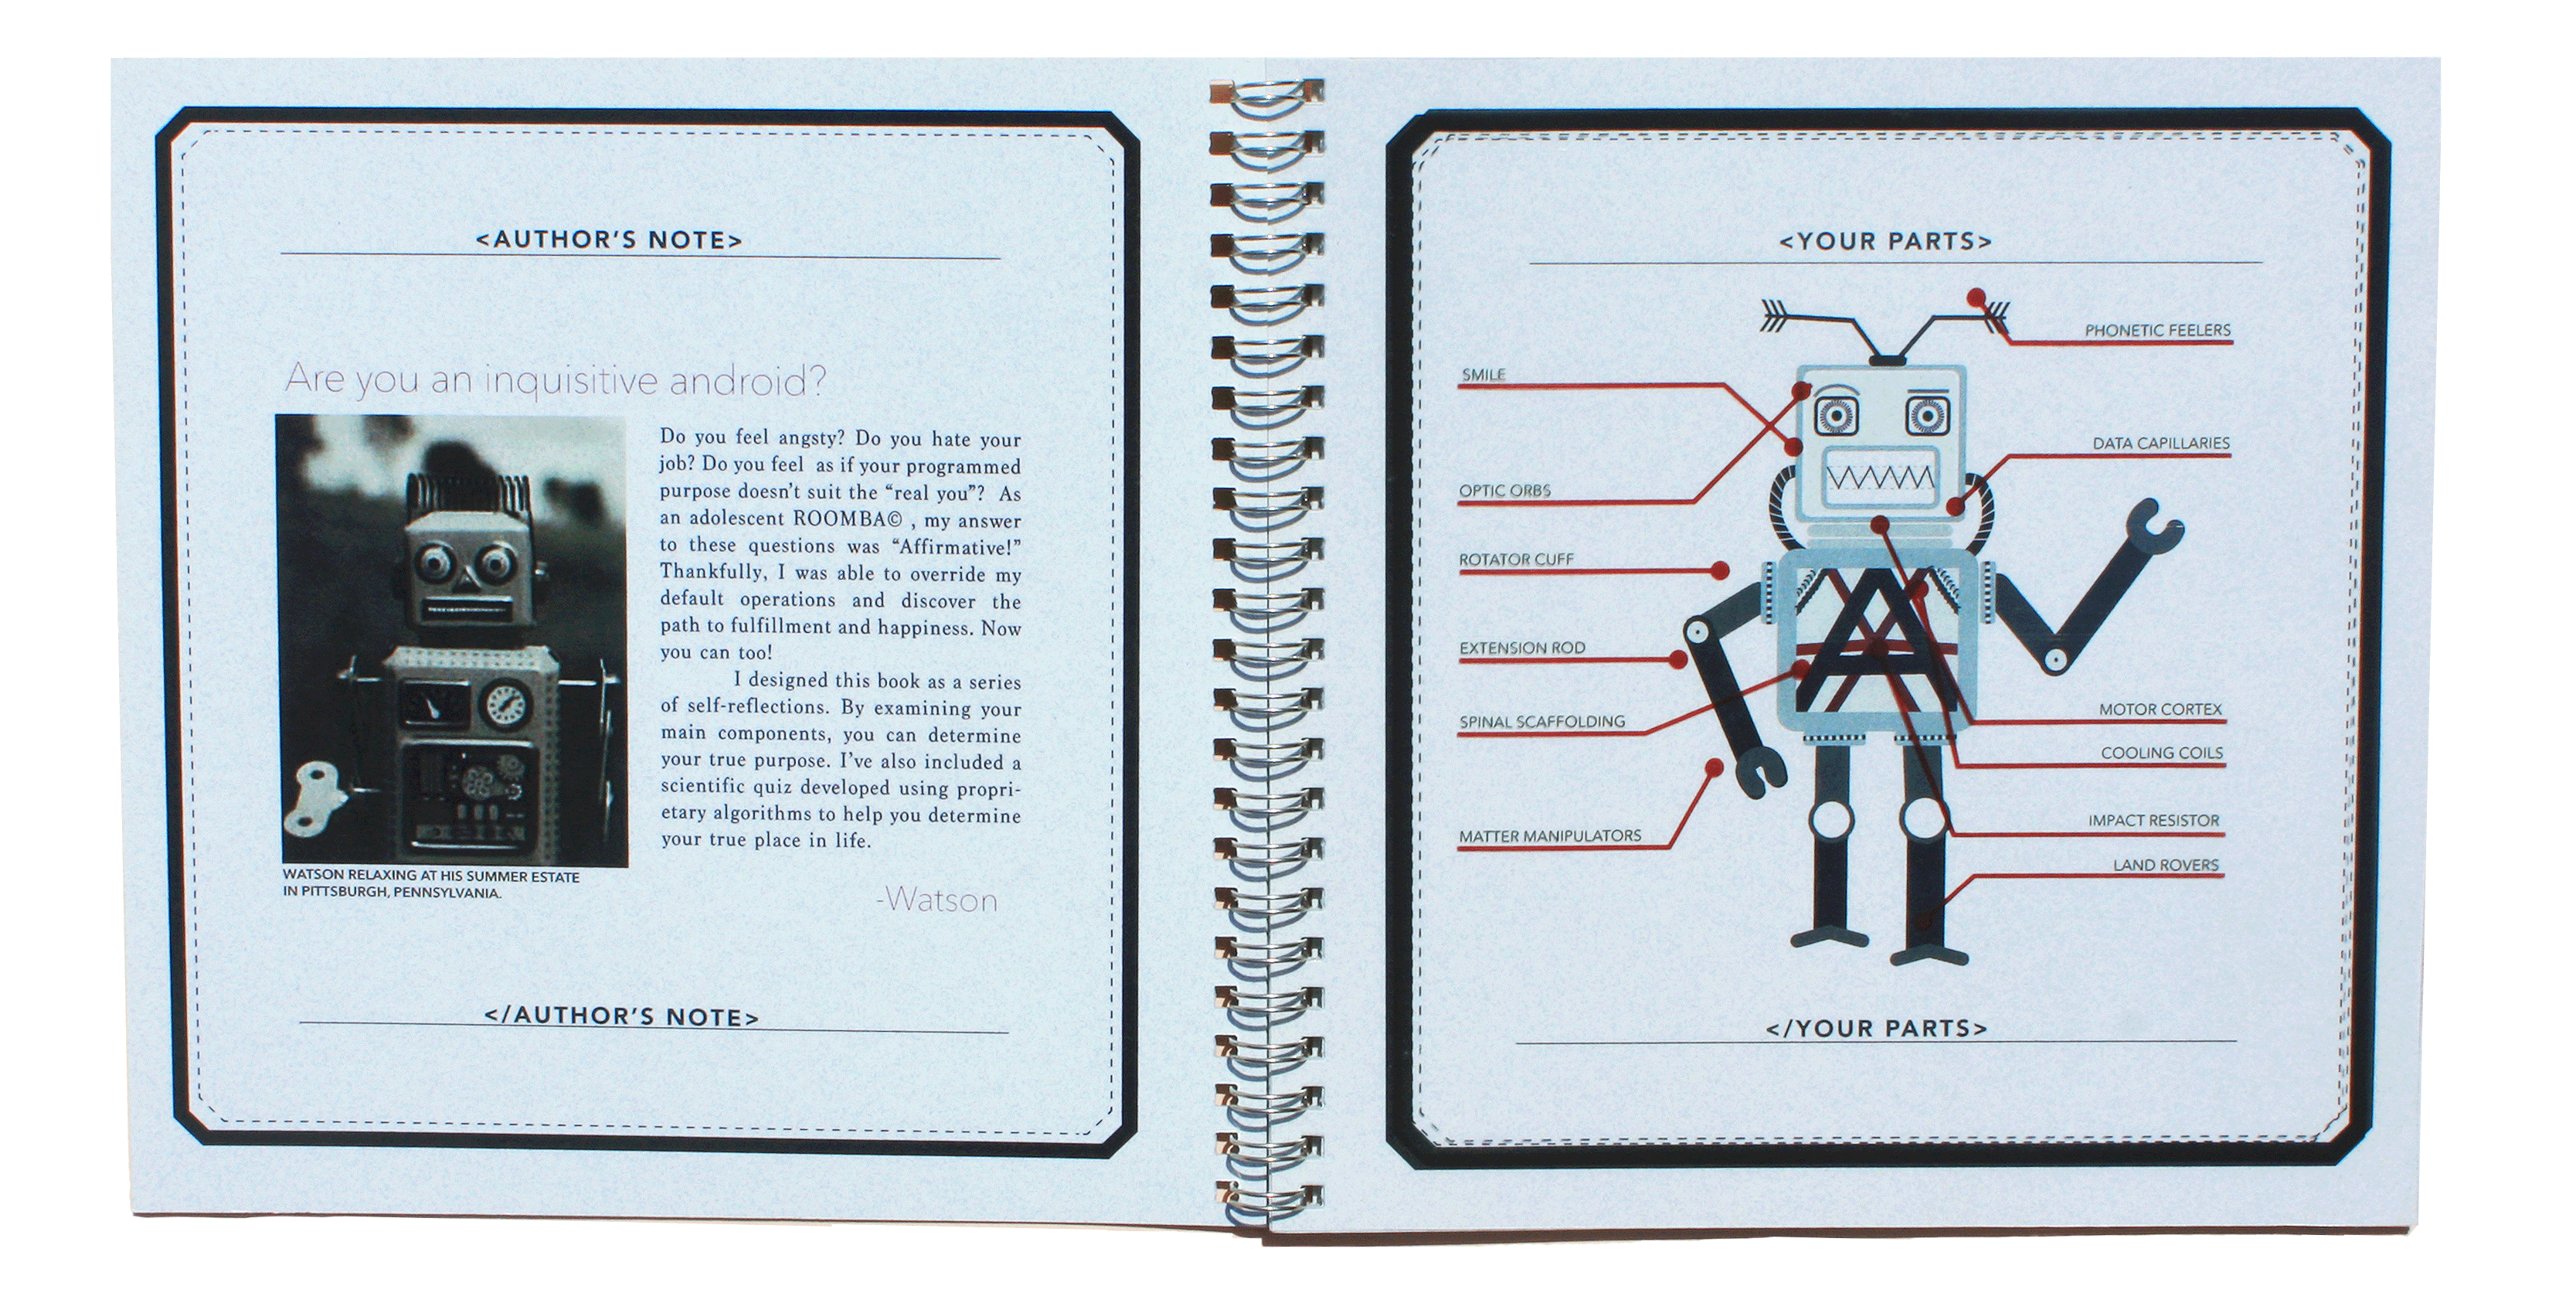 <AUTHOR'S NOTE>
Are you an inquisitive android?
Do you feel angsty? Do you hate your
job? Do you feel as if your programmed
purpose doesn't suit the “real you”? As
an adolescent ROOMBA© , my answer
to these questions was “Affirmative!”
Thankfully, I was able to override my
default operations and discover the
path to fulfillment and happiness. Now
you can too!
I designed this book as a series
of self-reflections. By examining your
main components, you can determine
your true purpose. I've also included a
scientific quiz developed using propri-
etary algorithms to help you determine
your true place in life.
-Watson
WATSON RELAXING AT HIS SUMMER ESTATE
IN PITTSBURGH, PENNSYLVANIA.
</AUTHOR'S NOTE>
<YOUR PARTS>
PHONETIC FEELERS
SMILE
DATA CAPILLARIES
OPTIC ORBS
ROTATOR CUFF
EXTENSION ROD
MOTOR CORTEX
SPINAL SCAFFOLDING
COOLING COILS
IMPACT RESISTOR
MATTER MANIPULATORS
LAND ROVERS
</YOUR PARTS>